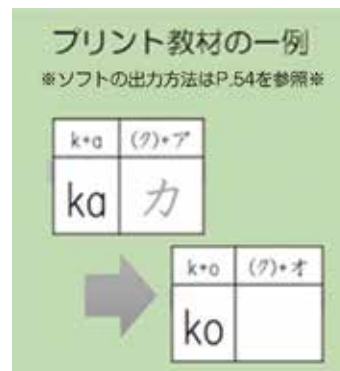 プリント教材の一例
※ソフトの出力方法はP.54を参照※
k+a (ク)+ア
ka カ
k+o (ク)+オ
ko